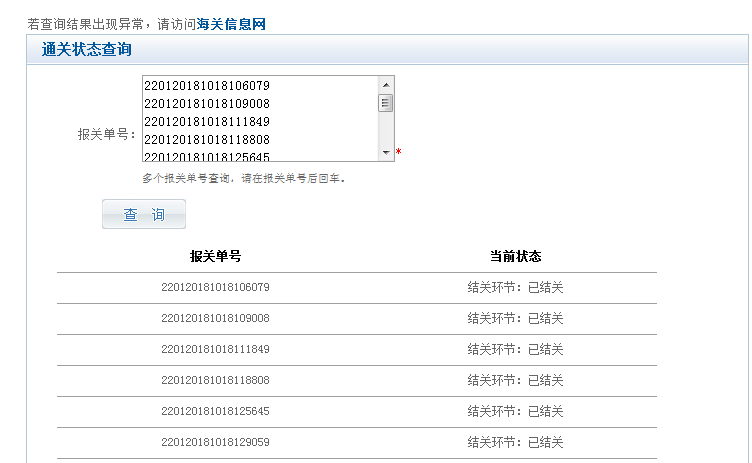 若查询结果出现异常，请访问海关信息网
通关状态查询
报关单号：
220120181018106079
220120181018109008
220120181018111849
220120181018118808
220120181018125645
*
多个报关单号查询，请在报关单号后回车。
查 询
报关单号 当前状态
220120181018106079 结关环节：已结关
220120181018109008 结关环节：已结关
220120181018111849 结关环节：已结关
220120181018118808 结关环节：已结关
220120181018125645 结关环节：已结关
220120181018129059 结关环节：已结关